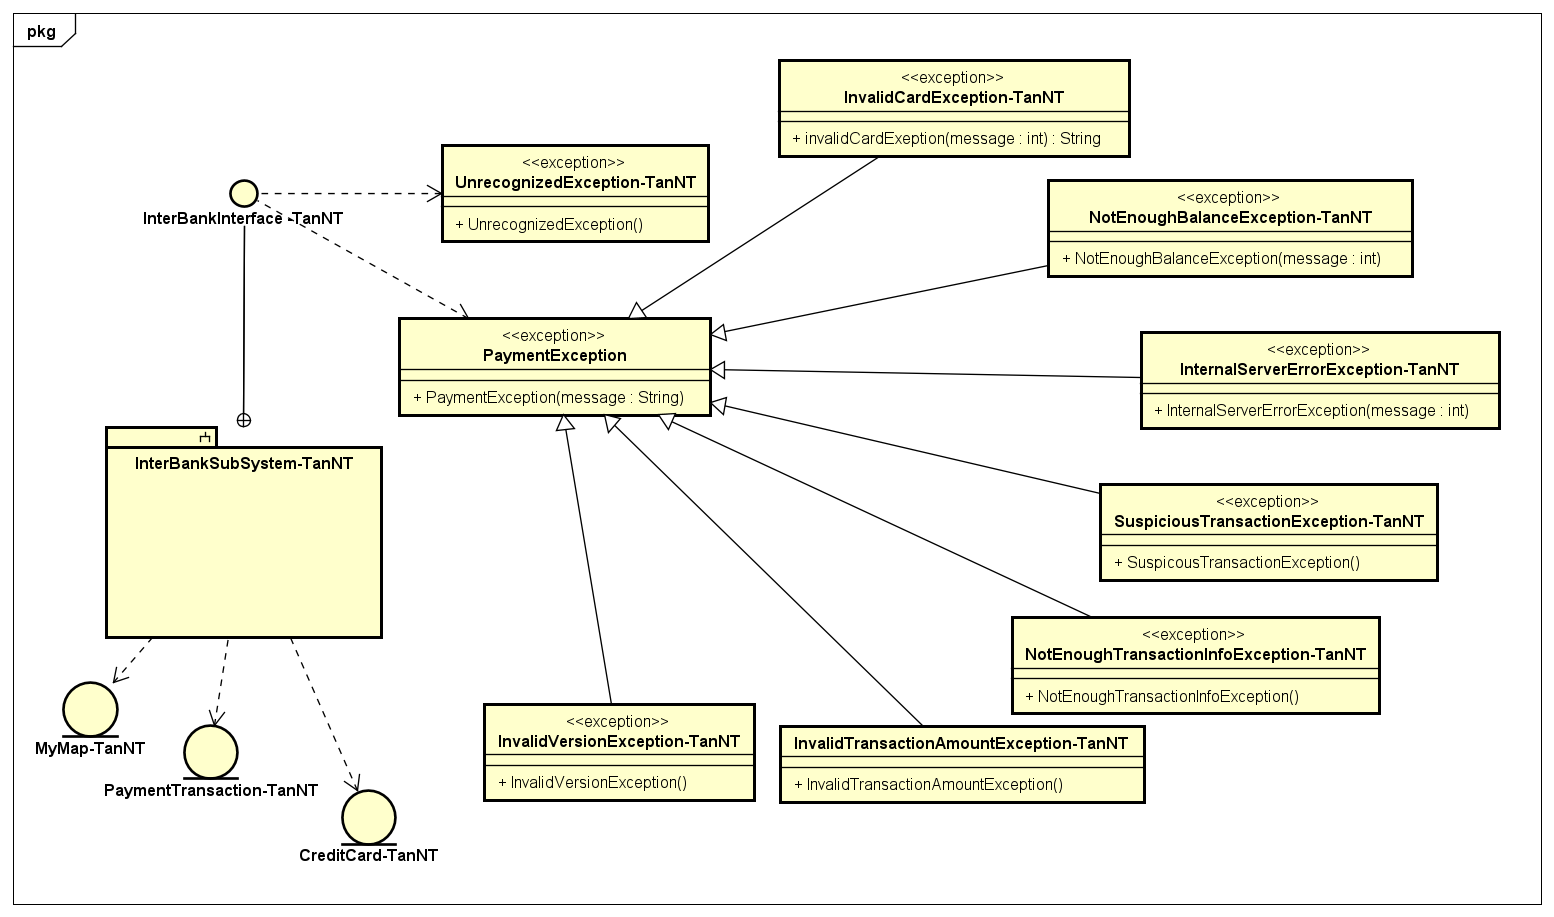 pkg
<<exception>>
InvalidCardException-TanNT
+ invalidCardExeption(message : int) : String
<<exception>>
UnrecognizedException-TanNT
+ UnrecognizedException()
InterBankInterface -TanNT
<<exception>>
NotEnoughBalanceException-TanNT
+ NotEnoughBalanceException(message : int)
<<exception>>
PaymentException
+ PaymentException(message : String)
<<exception>>
InternalServerErrorException-TanNT
+ InternalServerErrorException(message : int)
InterBankSubSystem-TanNT
<<exception>>
SuspiciousTransactionException-TanNT
+ SuspicousTransactionException()
<<exception>>
NotEnoughTransactionInfoException-TanNT
+ NotEnoughTransactionInfoException()
<<exception>>
InvalidVersionException-TanNT
+ InvalidVersionException()
InvalidTransactionAmountException-TanNT
+ InvalidTransactionAmountException()
MyMap-TanNT
PaymentTransaction-TanNT
CreditCard-TanNT